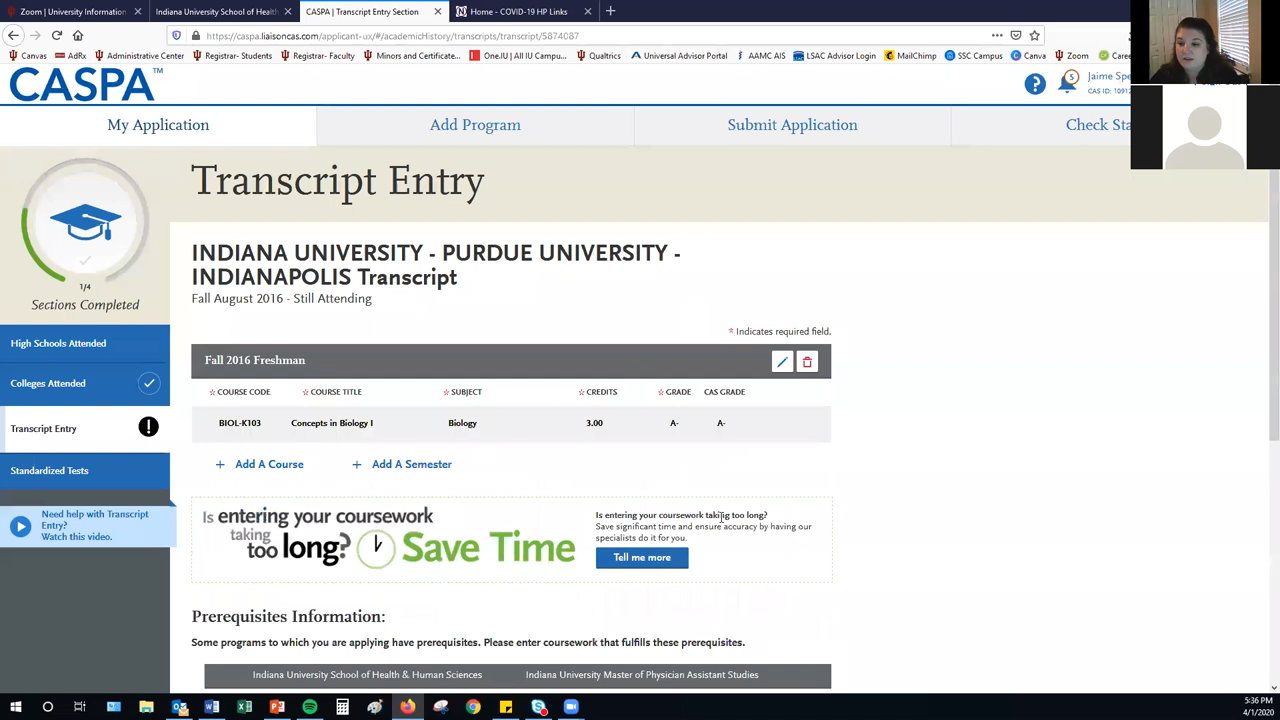 Zoom | University Information
Indiana University School of Health
CASPA | Transcript Entry Section
Home - COVID-19 HP Links
https://caspa.liaisoncas.com/applicant-ux/#/academicHistory/transcripts/transcript/5874087
Canvas AdRx Administrative Center Registrar- Students Registrar- Faculty Minors and Certificate... One.IU | All IU Campu... Qualtrics Universal Advisor Portal AAMC AIS LSAC Advisor Login MailChimp SSC Campus Canva Zoom Career
CASPA™
5
Jaime Spe
CAS ID: 10912
My Application
Add Program
Submit Application
Check Sta
Transcript Entry
1/4
Sections Completed
High Schools Attended
Colleges Attended
Transcript Entry
Standardized Tests
Need help with Transcript
Entry?
Watch this video.
INDIANA UNIVERSITY - PURDUE UNIVERSITY -
INDIANAPOLIS Transcript
Fall August 2016 - Still Attending
* Indicates required field.
Fall 2016 Freshman
COURSE CODE COURSE TITLE SUBJECT CREDITS GRADE CAS GRADE
BIOL-K103 Concepts in Biology I Biology 3.00 A- A-
+ Add A Course + Add A Semester
Is entering your coursework
taking too long? Save Time
Is entering your coursework taking too long?
Save significant time and ensure accuracy by having our
specialists do it for you.
Tell me more
Prerequisites Information:
Some programs to which you are applying have prerequisites. Please enter coursework that fulfills these prerequisites.
Indiana University School of Health & Human Sciences Indiana University Master of Physician Assistant Studies
5:36 PM
4/1/2020